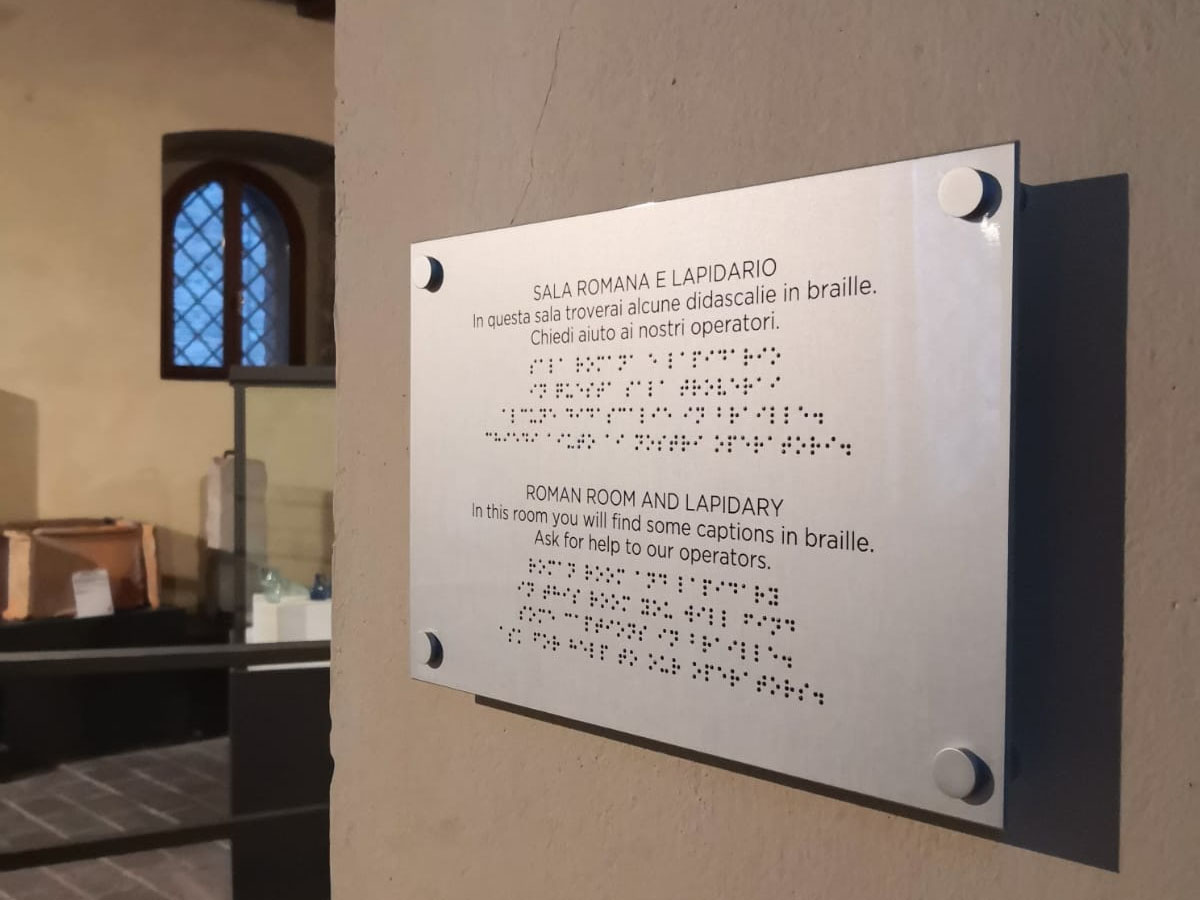 SALA ROMANA E LAPIDARIO
In questa sala troverai alcune didascalie in braille.
Chiedi aiuto ai nostri operatori.
⠎⠁⠇⠁ ⠗⠕⠍⠁⠝⠁ ⠑ ⠇⠁⠏⠊⠙⠁⠗⠊⠕
⠊⠝ ⠟⠥⠑⠎⠞⠁ ⠎⠁⠇⠁ ⠞⠗⠕⠧⠑⠗⠁⠊
⠁⠇⠉⠥⠝⠑ ⠙⠊⠙⠁⠎⠉⠁⠇⠊⠑ ⠊⠝ ⠃⠗⠁⠊⠇⠇⠑⠲
⠉⠓⠊⠑⠙⠊ ⠁⠊⠥⠞⠕ ⠁⠊ ⠝⠕⠎⠞⠗⠊ ⠕⠏⠑⠗⠁⠞⠕⠗⠊⠲
ROMAN ROOM AND LAPIDARY
In this room you will find some captions in braille.
Ask for help to our operators.
⠗⠕⠍⠁⠝ ⠗⠕⠕⠍ ⠁⠝⠙ ⠇⠁⠏⠊⠙⠁⠗⠽
⠊⠝ ⠞⠓⠊⠎ ⠗⠕⠕⠍ ⠽⠕⠥ ⠺⠊⠇⠇ ⠋⠊⠝⠙
⠎⠕⠍⠑ ⠉⠁⠏⠞⠊⠕⠝⠎ ⠊⠝ ⠃⠗⠁⠊⠇⠇⠑⠲
⠁⠎⠅ ⠋⠕⠗ ⠓⠑⠇⠏ ⠞⠕ ⠕⠥⠗ ⠕⠏⠑⠗⠁⠞⠕⠗⠎⠲